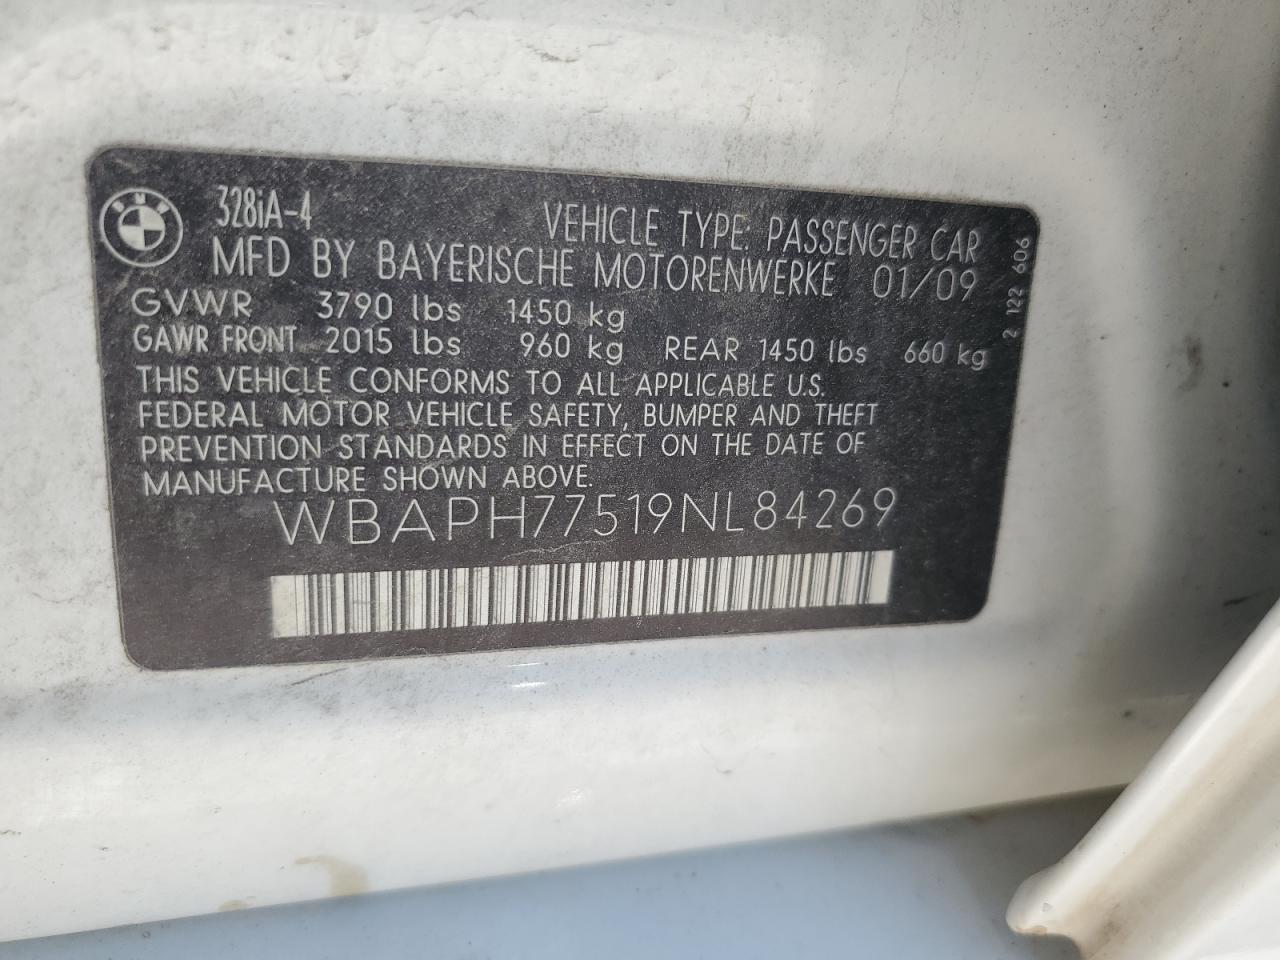 BMW
328iA-4 VEHICLE TYPE: PASSENGER CAR
MFD BY BAYERISCHE MOTORENWERKE 01/09
GVWR 3790 lbs 1450 kg
GAWR FRONT 2015 lbs 960 kg REAR 1450 lbs 660 kg
THIS VEHICLE CONFORMS TO ALL APPLICABLE U.S.
FEDERAL MOTOR VEHICLE SAFETY, BUMPER AND THEFT
PREVENTION STANDARDS IN EFFECT ON THE DATE OF
MANUFACTURE SHOWN ABOVE.
WBAPH77519NL84269
2 122 606